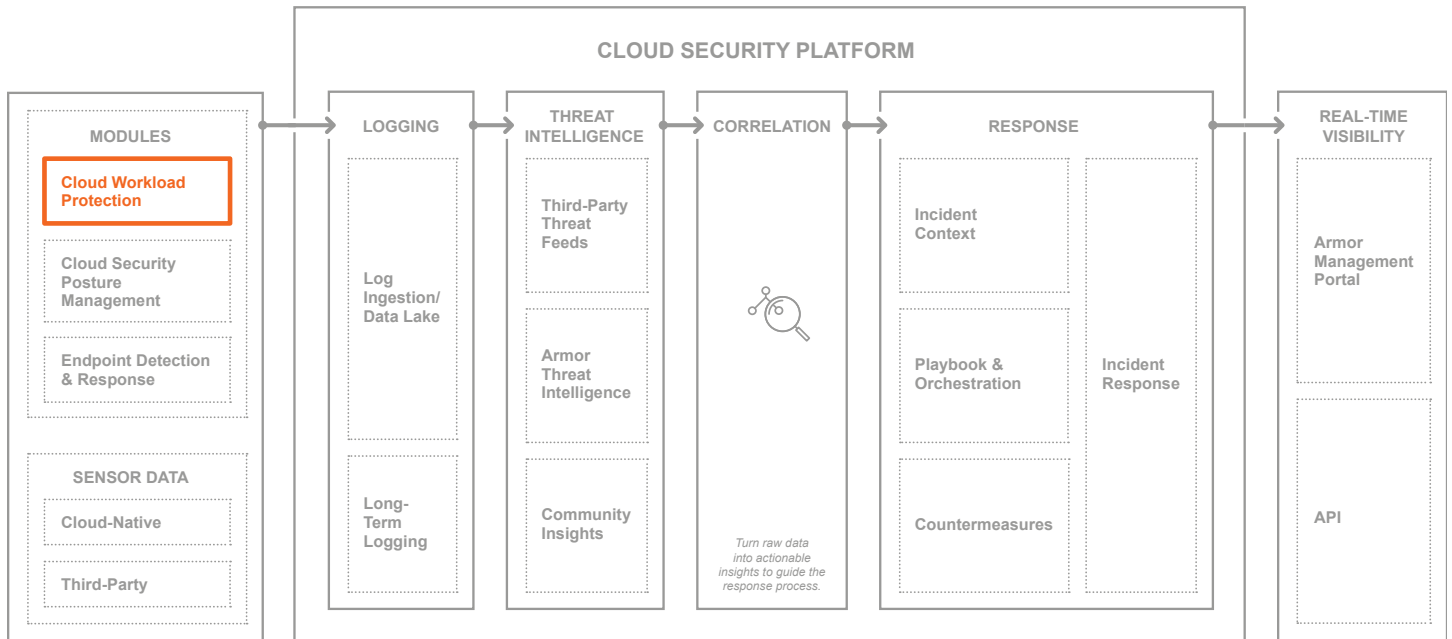 CLOUD SECURITY PLATFORM
MODULES
Cloud Workload
Protection
Cloud Security
Posture
Management
Endpoint Detection
& Response
SENSOR DATA
Cloud-Native
Third-Party
LOGGING
Log
Ingestion/
Data Lake
Long-
Term
Logging
THREAT
INTELLIGENCE
Third-Party
Threat
Feeds
Armor
Threat
Intelligence
Community
Insights
CORRELATION
Turn raw data
into actionable
insights to guide the
response process.
RESPONSE
Incident
Context
Playbook &
Orchestration
Countermeasures
Incident
Response
REAL-TIME
VISIBILITY
Armor
Management
Portal
API